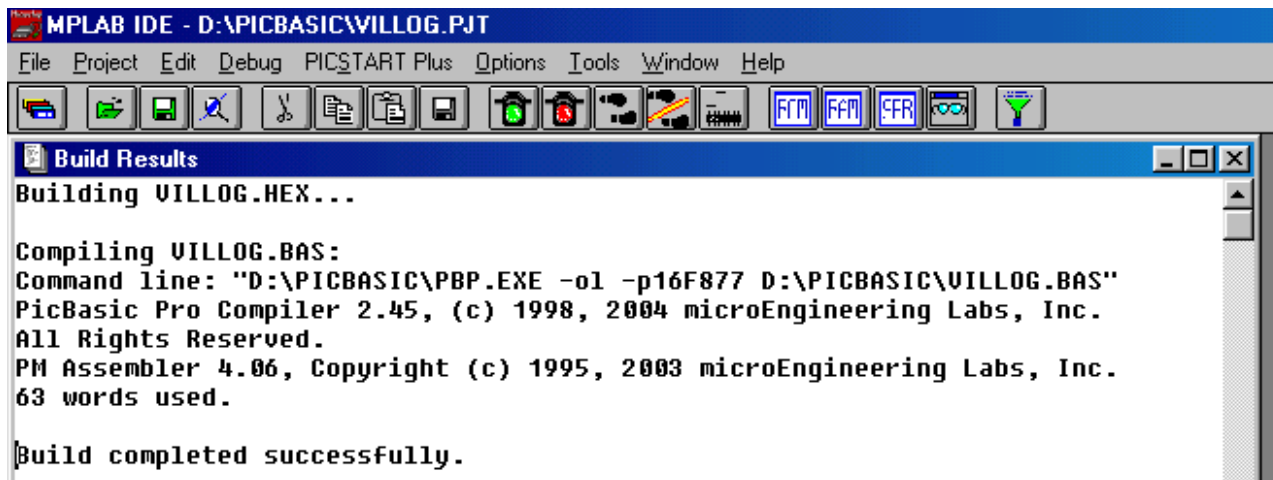 MPLAB IDE - D:\PICBASIC\VILLOG.PJT
File Project Edit Debug PICSTART Plus Options Tools Window Help
Build Results
Building VILLOG.HEX...
Compiling VILLOG.BAS:
Command line: "D:\PICBASIC\PBP.EXE -ol -p16F877 D:\PICBASIC\VILLOG.BAS"
PicBasic Pro Compiler 2.45, (c) 1998, 2004 microEngineering Labs, Inc.
All Rights Reserved.
PM Assembler 4.06, Copyright (c) 1995, 2003 microEngineering Labs, Inc.
63 words used.
Build completed successfully.